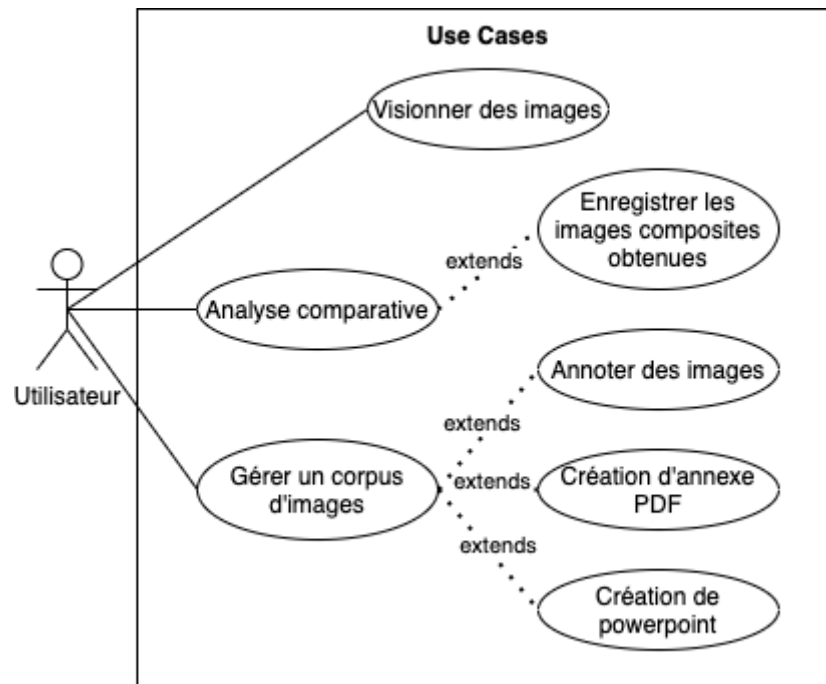 Use Cases
Visionner des images
Enregistrer les
images composites
obtenues
extends
Analyse comparative
Utilisateur
Annoter des images
extends
Gérer un corpus
d'images
extends
Création d'annexe
PDF
extends
Création de
powerpoint